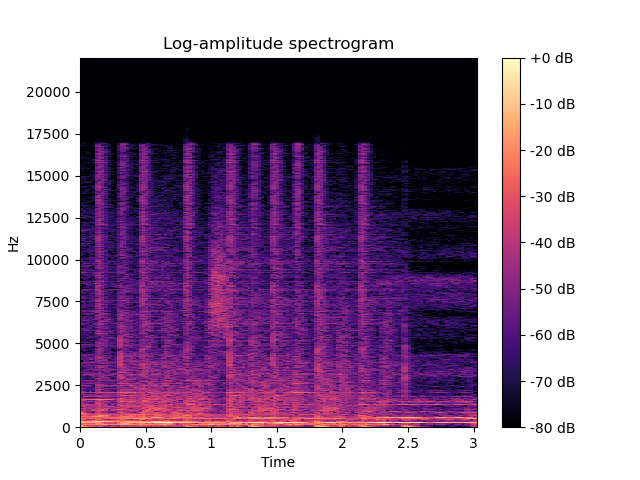 Log-amplitude spectrogram
Hz
20000
17500
15000
12500
10000
7500
5000
2500
0
0 0.5 1 1.5 2 2.5 3
Time
+0 dB
-10 dB
-20 dB
-30 dB
-40 dB
-50 dB
-60 dB
-70 dB
-80 dB